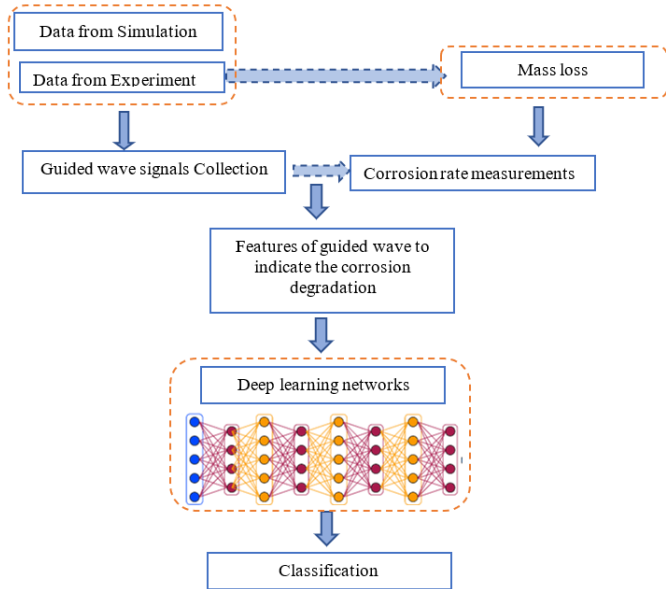 Data from Simulation
Data from Experiment
Mass loss
Guided wave signals Collection
Corrosion rate measurements
Features of guided wave to
indicate the corrosion
degradation
Deep learning networks
Classification